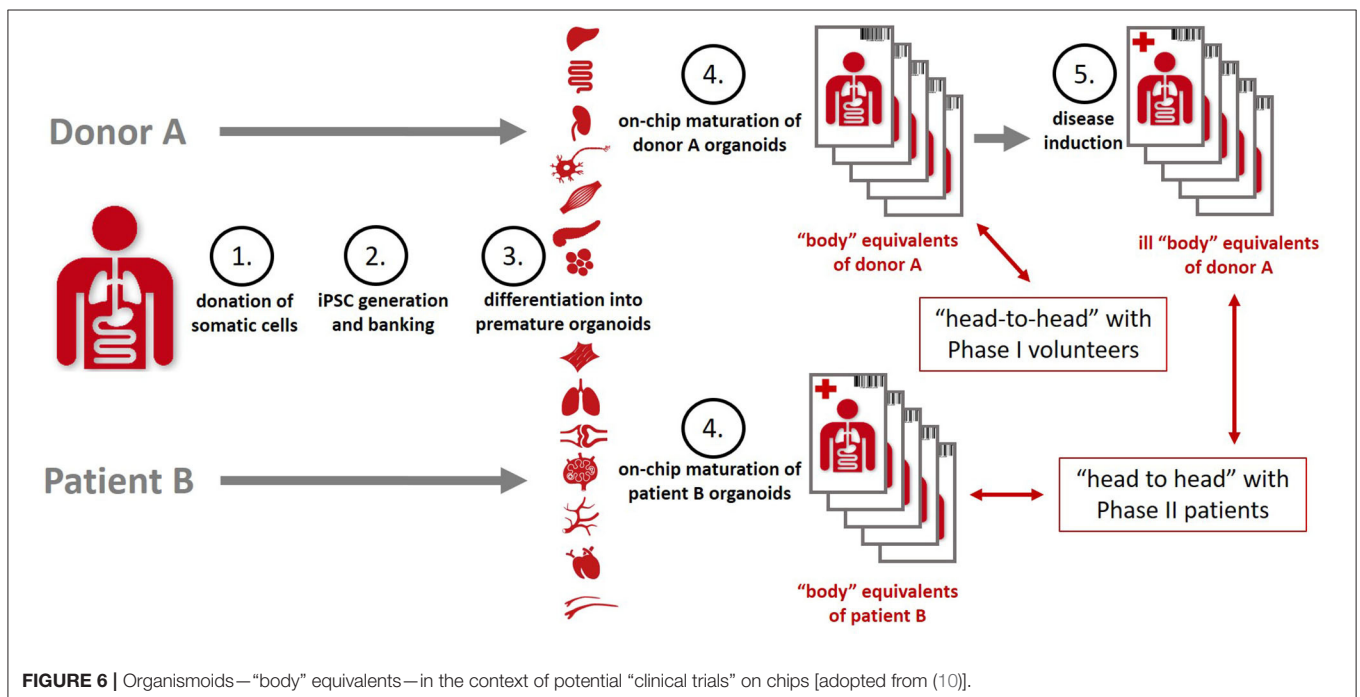 Donor A
1.
donation of
somatic cells
2.
iPSC generation
and banking
3.
differentiation into
premature organoids
Patient B
4.
on-chip maturation of
donor A organoids
"body" equivalents
of donor A
5.
disease
induction
ill "body" equivalents
of donor A
"head-to-head" with
Phase I volunteers
4.
on-chip maturation of
patient B organoids
"body" equivalents
of patient B
"head to head" with
Phase II patients
FIGURE 6 | Organismoids—"body" equivalents—in the context of potential "clinical trials" on chips [adopted from (10)].